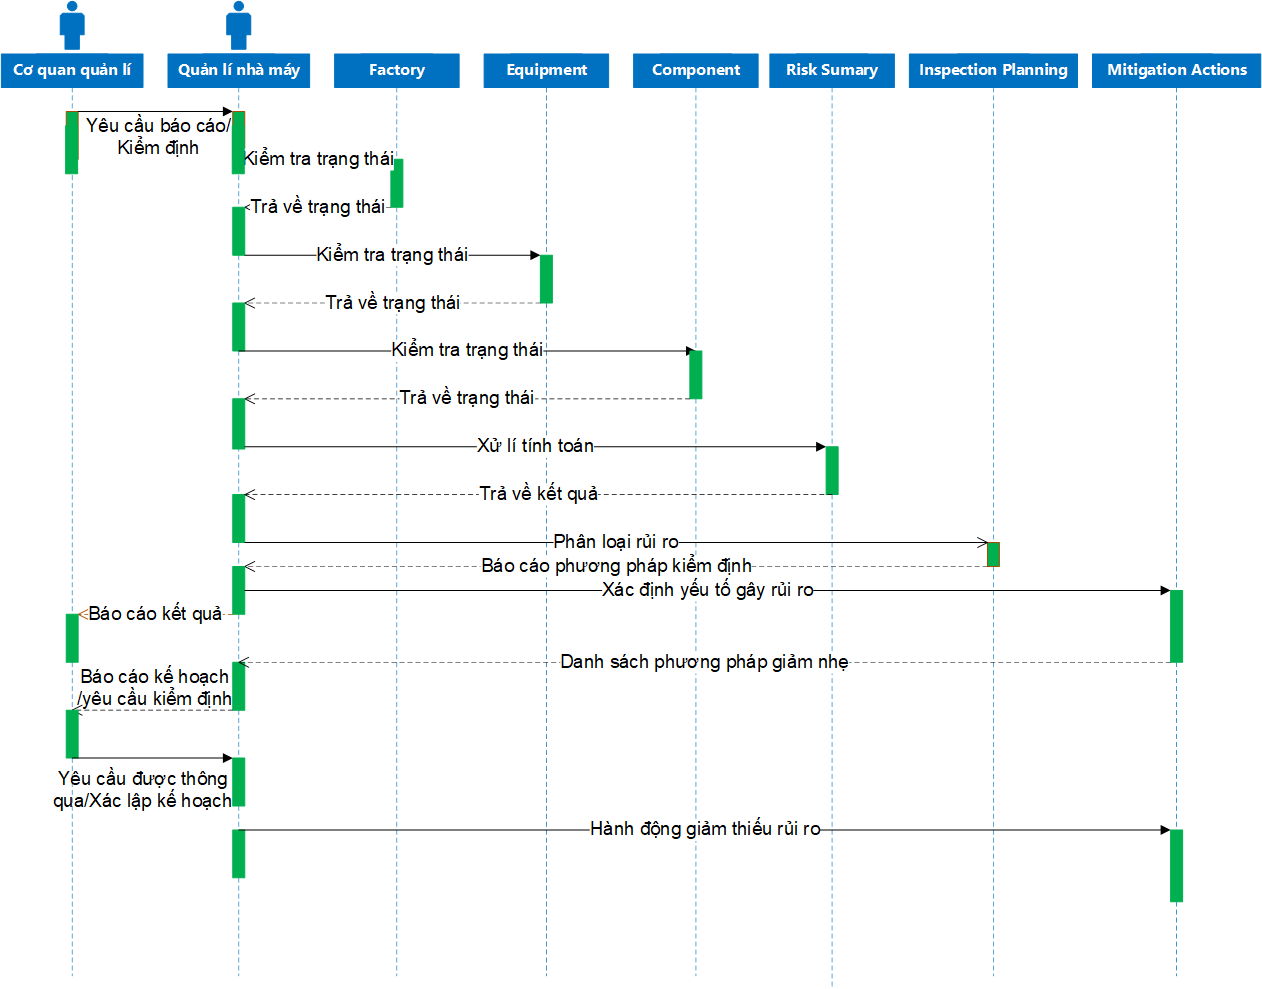 Cơ quan quản lí
Quản lí nhà máy
Factory
Equipment
Component
Risk Sumary
Inspection Planning
Mitigation Actions
Yêu cầu báo cáo/
Kiểm định
Kiểm tra trạng thái
Trả về trạng thái
Kiểm tra trạng thái
Trả về trạng thái
Kiểm tra trạng thái
Trả về trạng thái
Xử lí tính toán
Trả về kết quả
Phân loại rủi ro
Báo cáo phương pháp kiểm định
Xác định yếu tố gây rủi ro
Báo cáo kết quả
Danh sách phương pháp giảm nhẹ
Báo cáo kế hoạch
/yêu cầu kiểm định
Yêu cầu được thông
qua/Xác lập kế hoạch
Hành động giảm thiếu rủi ro